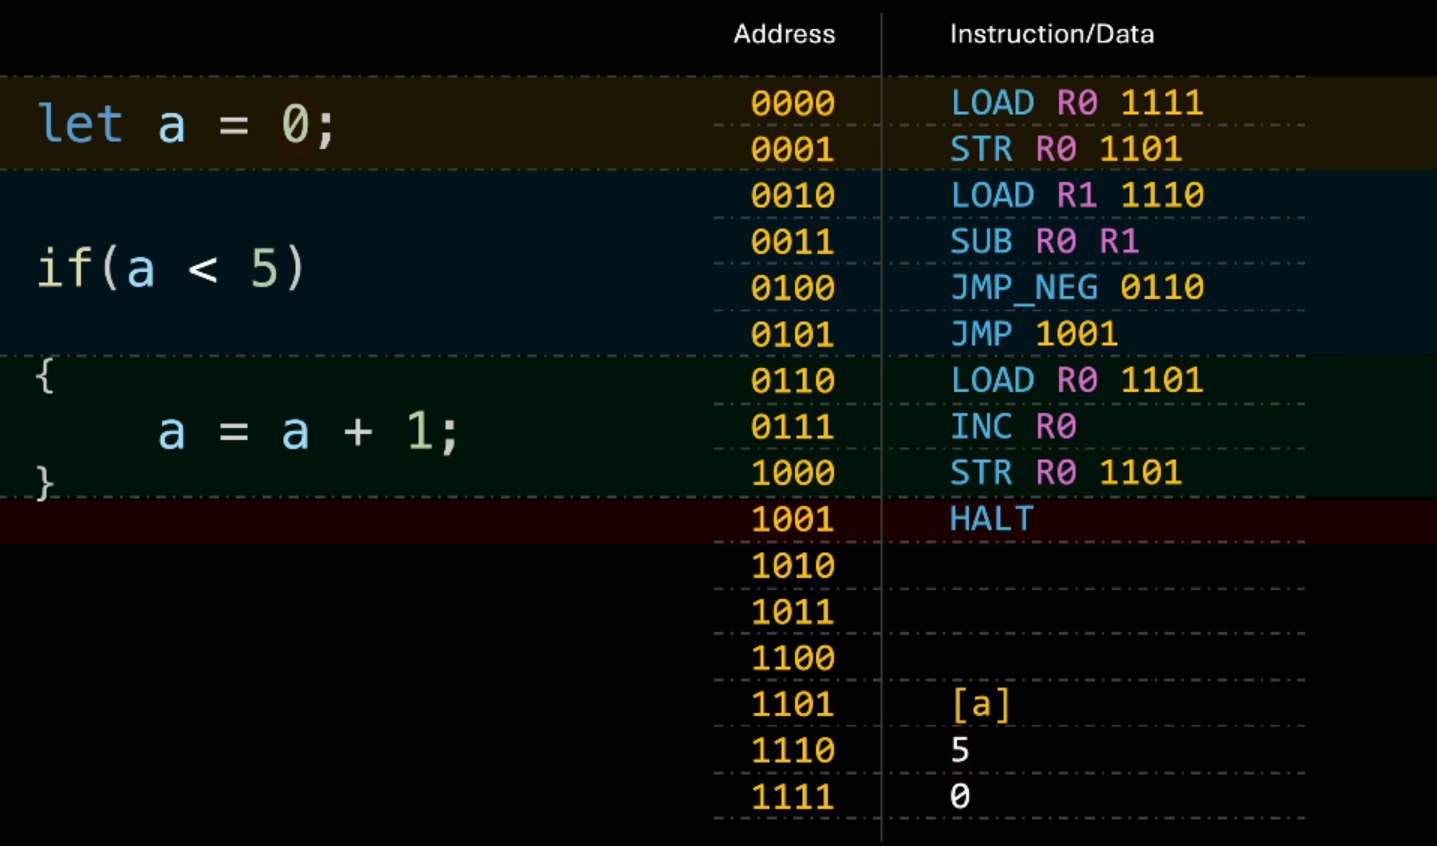 Address Instruction/Data
let a = 0;
0000 LOAD R0 1111
0001 STR R0 1101
if(a < 5)
0010 LOAD R1 1110
0011 SUB R0 R1
0100 JMP_NEG 0110
0101 JMP 1001
{
a = a + 1;
}
0110 LOAD R0 1101
0111 INC R0
1000 STR R0 1101
1001 HALT
1010
1011
1100
1101 [a]
1110 5
1111 0